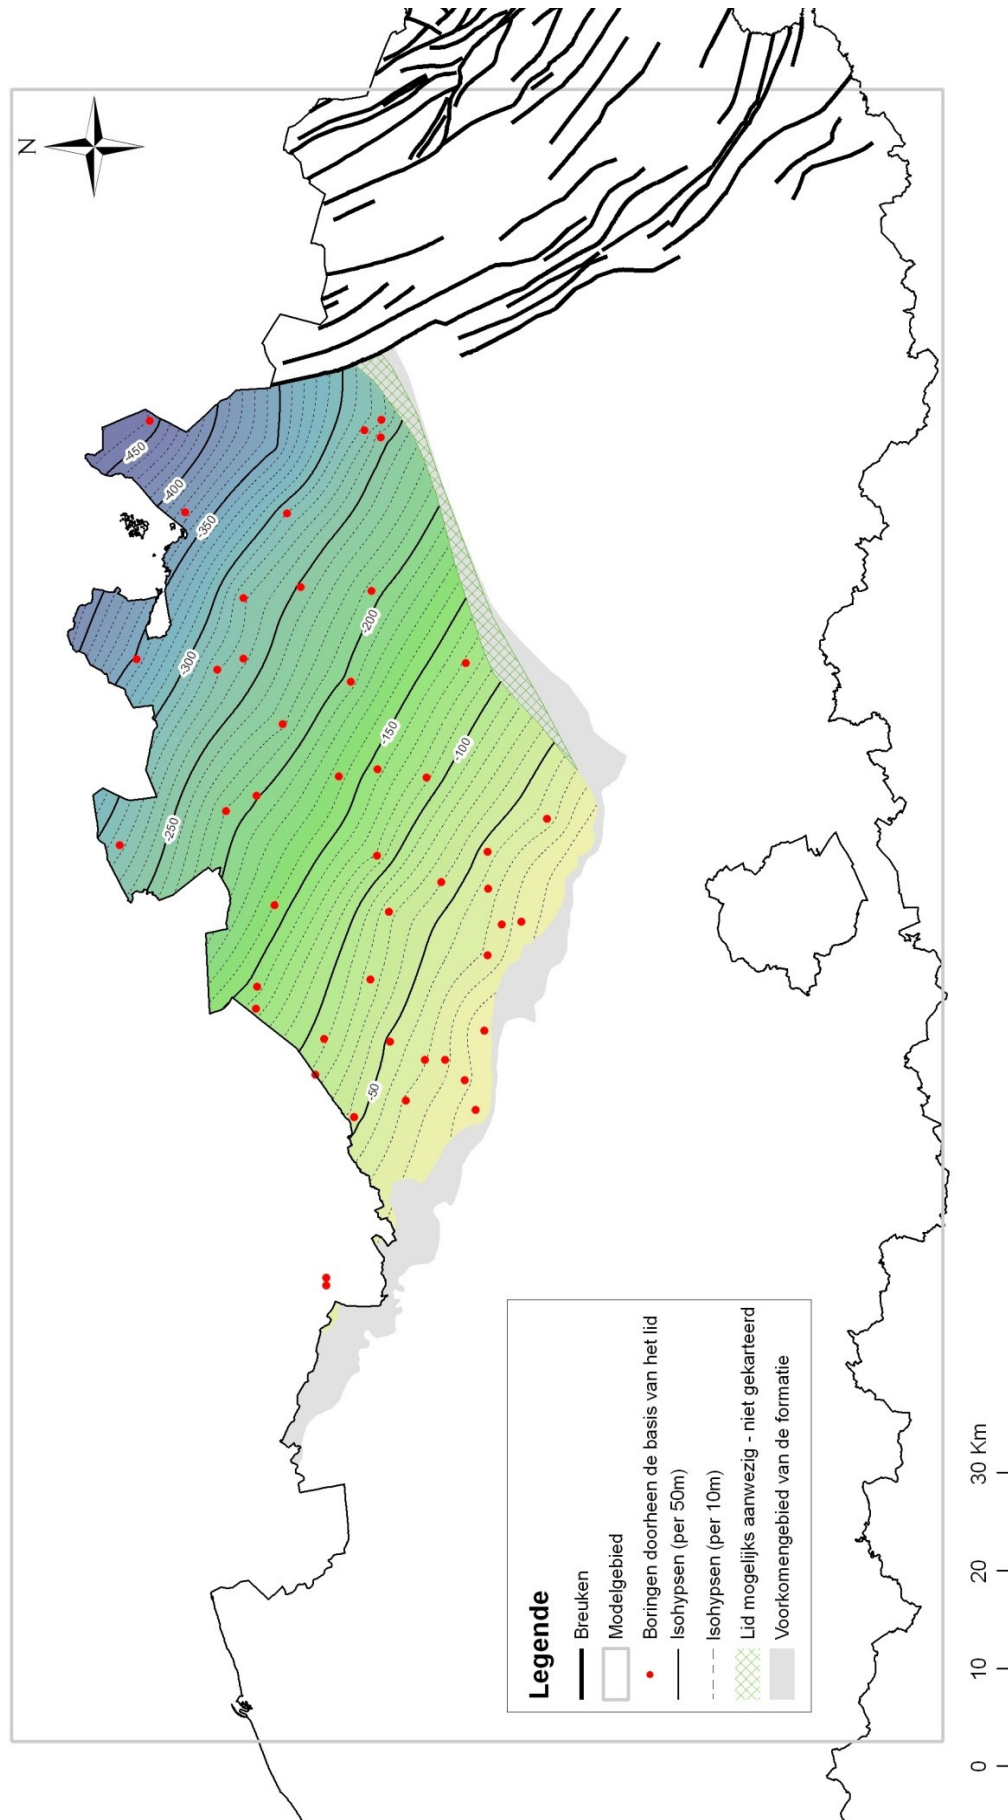 N
-450
-400
-350
-300
-250
-200
-150
-100
-50
Legende
Breuken
Modelgebied
Boringen doorheen de basis van het lid
Isohypsen (per 50m)
Isohypsen (per 10m)
Lid mogelijks aanwezig - niet gekarteerd
Voorkomengebied van de formatie
0 10 20 30 Km